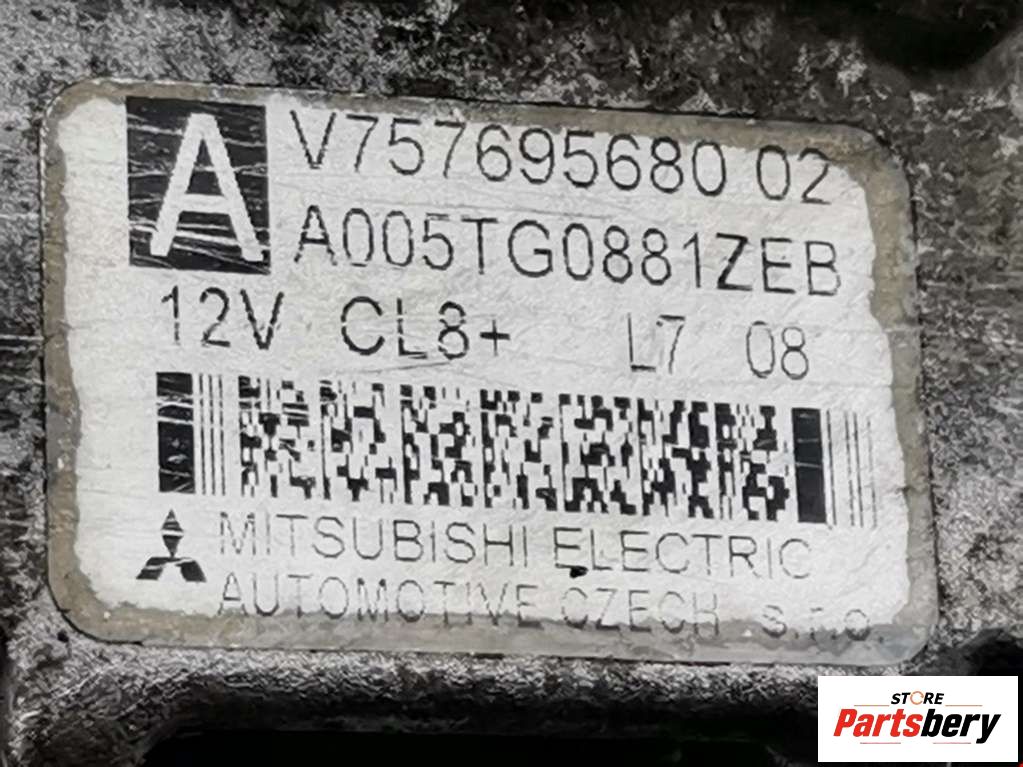 A
V757695680 02
A005TG0881ZEB
12V CL8+ L7 08
MITSUBISHI ELECTRIC
AUTOMOTIVE CZECH s.r.o.
STORE
Partsbery